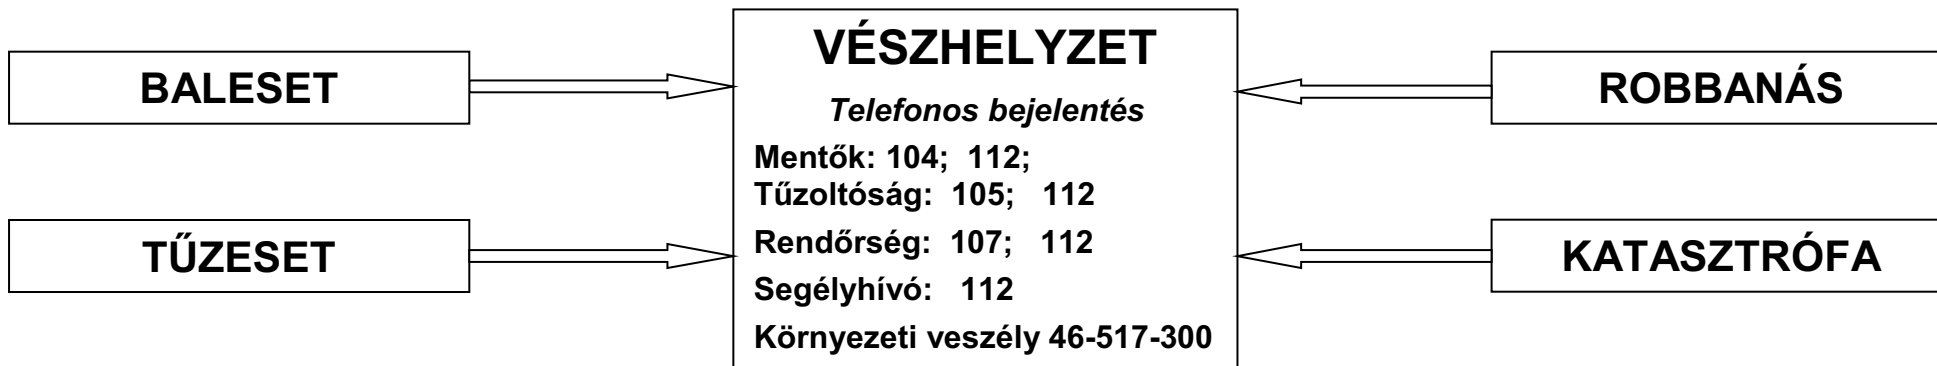 BALESET
TŰZESET
VÉSZHELYZET
Telefonos bejelentés
Mentők: 104; 112;
Tűzoltóság: 105; 112
Rendőrség: 107; 112
Segélyhívó: 112
Környezeti veszély 46-517-300
ROBBANÁS
KATASZTRÓFA